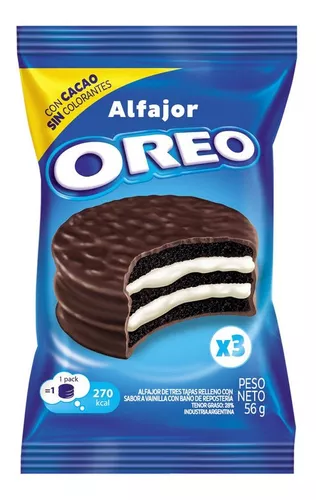 CON CACAO
SIN COLORANTES
Alfajor
OREO
x3
1 pack
=1
270
kcal
ALFAJOR DE TRES TAPAS RELLENO CON
SABOR A VAINILLA CON BAÑO DE REPOSTERÍA
TENOR GRASO: 28%
INDUSTRIA ARGENTINA
PESO
NETO
56 g